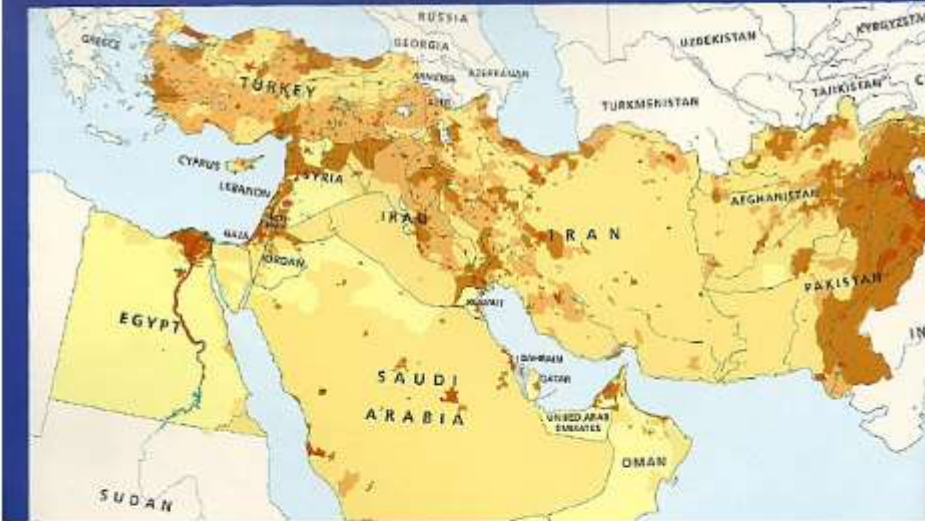 RUSSIA
GREECE
GEORGIA
UZBEKISTAN
KYRGYZSTAN
TURKEY
ARMENIA
AZERBAIJAN
TURKMENISTAN
TAJIKISTAN
CYPRUS
SYRIA
LEBANON
AFGHANISTAN
IRAQ
IRAN
GAZA
JORDAN
PAKISTAN
KUWAIT
EGYPT
BAHRAIN
QATAR
SAUDI
ARABIA
UNITED ARAB
EMIRATES
OMAN
SUDAN